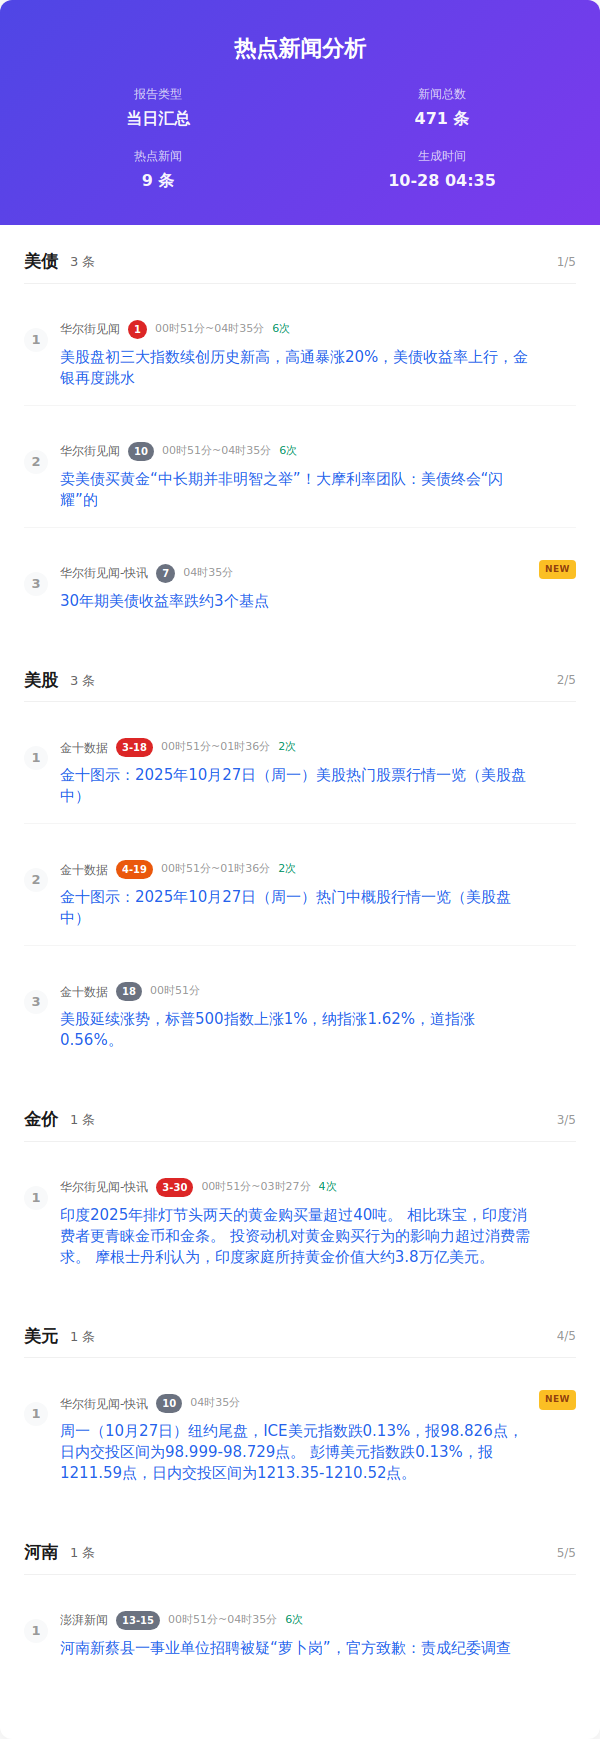 热点新闻分析
报告类型
新闻总数
当日汇总
471 条
热点新闻
生成时间
9 条
10-28 04:35
美债 3 条 1/5
1 华尔街见闻 1 00时51分~04时35分 6次
美股盘初三大指数续创历史新高，高通暴涨20%，美债收益率上行，金
银再度跳水
2 华尔街见闻 10 00时51分~04时35分 6次
卖美债买黄金“中长期并非明智之举”！大摩利率团队：美债终会“闪
耀”的
3 华尔街见闻-快讯 7 04时35分 NEW
30年期美债收益率跌约3个基点
美股 3 条 2/5
1 金十数据 3-18 00时51分~01时36分 2次
金十图示：2025年10月27日（周一）美股热门股票行情一览（美股盘
中）
2 金十数据 4-19 00时51分~01时36分 2次
金十图示：2025年10月27日（周一）热门中概股行情一览（美股盘
中）
3 金十数据 18 00时51分
美股延续涨势，标普500指数上涨1%，纳指涨1.62%，道指涨
0.56%。
金价 1 条 3/5
1 华尔街见闻-快讯 3-30 00时51分~03时27分 4次
印度2025年排灯节头两天的黄金购买量超过40吨。 相比珠宝，印度消
费者更青睐金币和金条。 投资动机对黄金购买行为的影响力超过消费需
求。 摩根士丹利认为，印度家庭所持黄金价值大约3.8万亿美元。
美元 1 条 4/5
1 华尔街见闻-快讯 10 04时35分 NEW
周一（10月27日）纽约尾盘，ICE美元指数跌0.13%，报98.826点，
日内交投区间为98.999-98.729点。 彭博美元指数跌0.13%，报
1211.59点，日内交投区间为1213.35-1210.52点。
河南 1 条 5/5
1 澎湃新闻 13-15 00时51分~04时35分 6次
河南新蔡县一事业单位招聘被疑“萝卜岗”，官方致歉：责成纪委调查